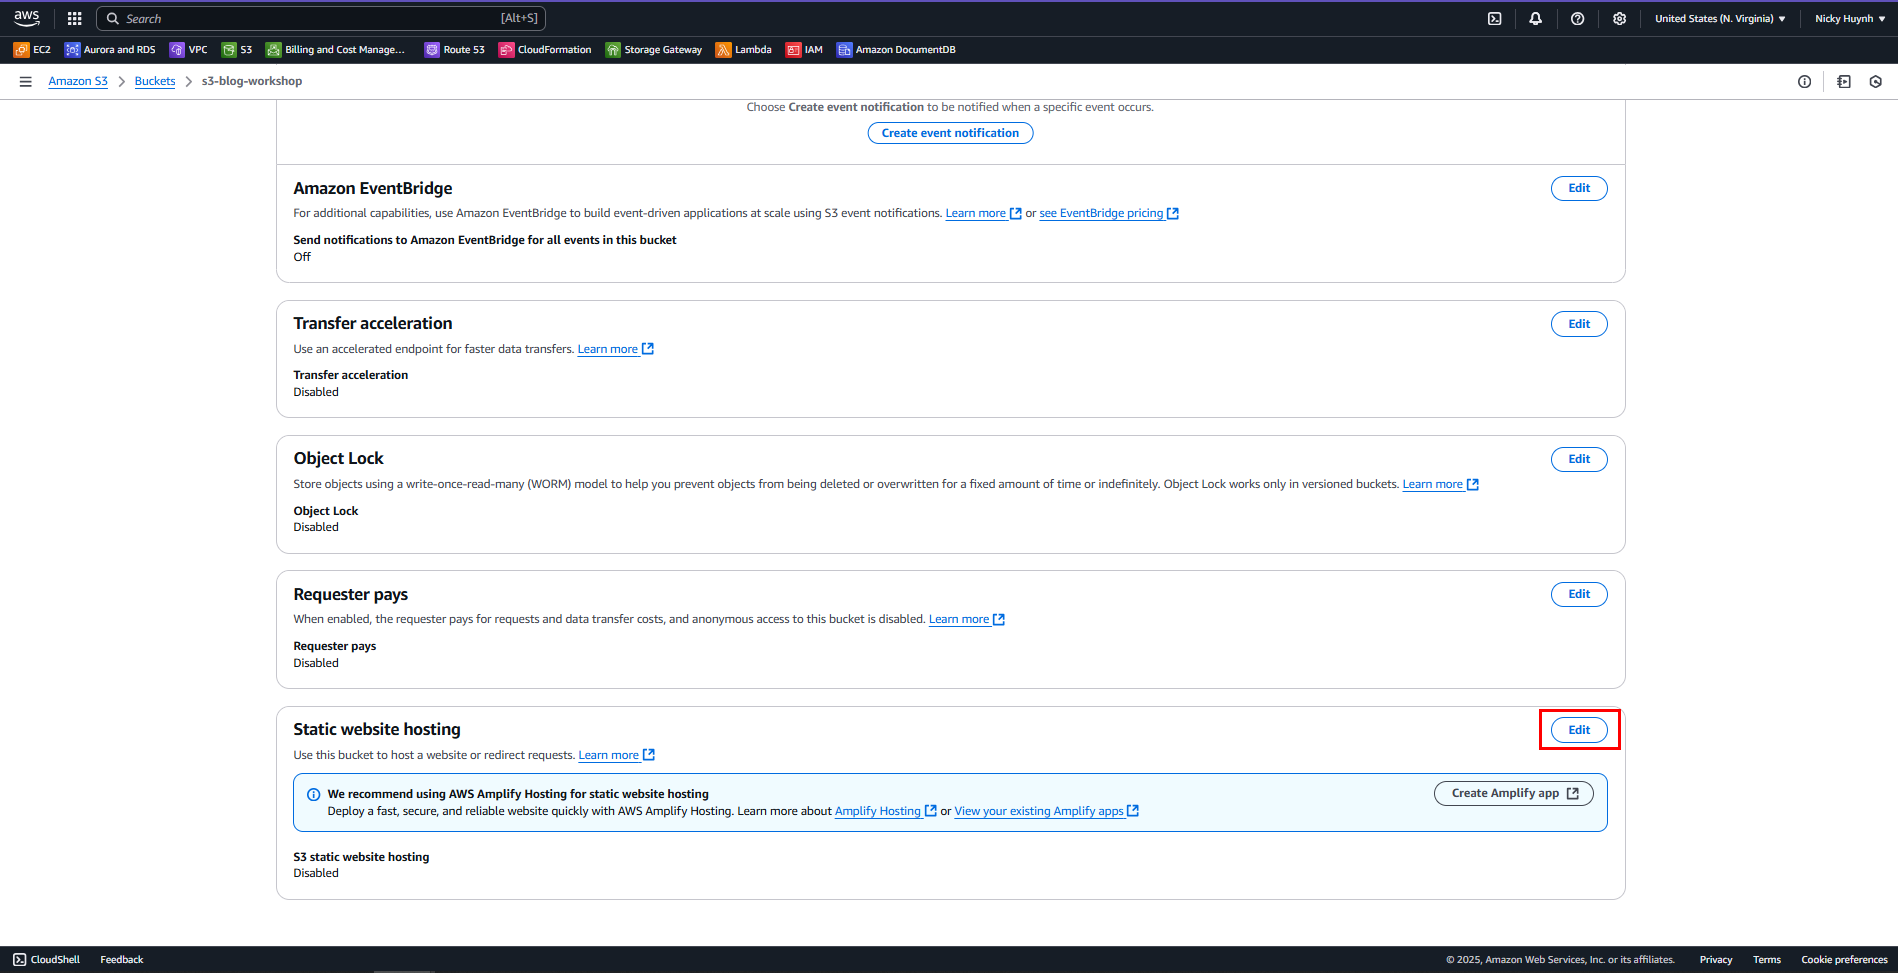 aws Search [Alt+S] United States (N. Virginia) Nicky Huynh
EC2 Aurora and RDS VPC S3 Billing and Cost Manage... Route 53 CloudFormation Storage Gateway Lambda IAM Amazon DocumentDB
Amazon S3 Buckets s3-blog-workshop
Choose Create event notification to be notified when a specific event occurs.
Create event notification
Amazon EventBridge Edit
For additional capabilities, use Amazon EventBridge to build event-driven applications at scale using S3 event notifications. Learn more or see EventBridge pricing
Send notifications to Amazon EventBridge for all events in this bucket
Off
Transfer acceleration Edit
Use an accelerated endpoint for faster data transfers. Learn more
Transfer acceleration
Disabled
Object Lock Edit
Store objects using a write-once-read-many (WORM) model to help you prevent objects from being deleted or overwritten for a fixed amount of time or indefinitely. Object Lock works only in versioned buckets. Learn more
Object Lock
Disabled
Requester pays Edit
When enabled, the requester pays for requests and data transfer costs, and anonymous access to this bucket is disabled. Learn more
Requester pays
Disabled
Static website hosting Edit
Use this bucket to host a website or redirect requests. Learn more
We recommend using AWS Amplify Hosting for static website hosting Create Amplify app
Deploy a fast, secure, and reliable website quickly with AWS Amplify Hosting. Learn more about Amplify Hosting or View your existing Amplify apps
S3 static website hosting
Disabled
CloudShell Feedback © 2025, Amazon Web Services, Inc. or its affiliates. Privacy Terms Cookie preferences